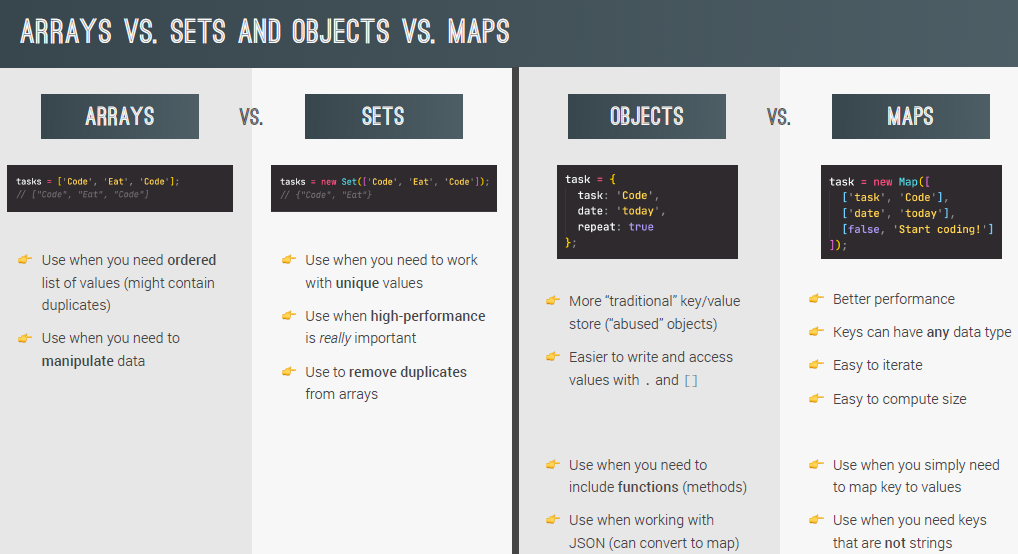 ARRAYS VS. SETS AND OBJECTS VS. MAPS
ARRAYS
VS.
SETS
tasks = ['Code', 'Eat', 'Code'];
// ["Code", "Eat", "Code"]
tasks = new Set(['Code', 'Eat', 'Code']);
// {"Code", "Eat"}
👉 Use when you need ordered
list of values (might contain
duplicates)
👉 Use when you need to
manipulate data
👉 Use when you need to work
with unique values
👉 Use when high-performance
is really important
👉 Use to remove duplicates
from arrays
OBJECTS
VS.
MAPS
task = {
task: 'Code',
date: 'today',
repeat: true
};
task = new Map([
['task', 'Code'],
['date', 'today'],
[false, 'Start coding!']
]);
👉 More “traditional” key/value
store (“abused” objects)
👉 Easier to write and access
values with . and []
👉 Use when you need to
include functions (methods)
👉 Use when working with
JSON (can convert to map)
👉 Better performance
👉 Keys can have any data type
👉 Easy to iterate
👉 Easy to compute size
👉 Use when you simply need
to map key to values
👉 Use when you need keys
that are not strings